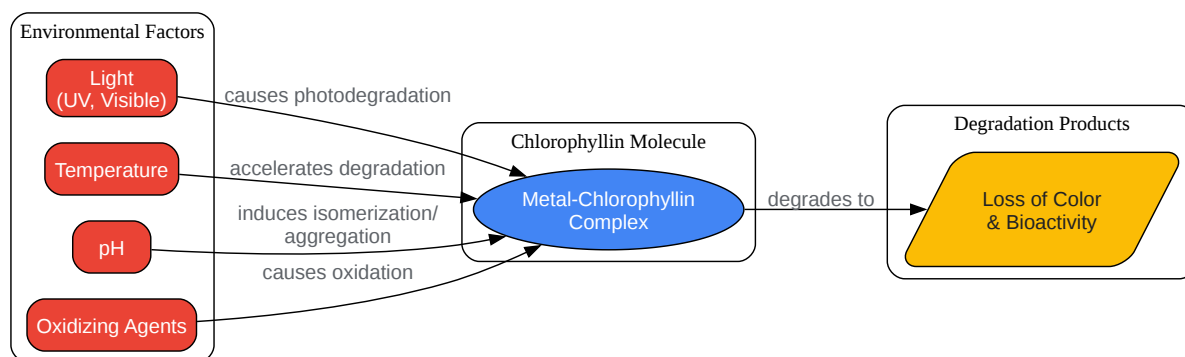 Environmental Factors
Light
(UV, Visible)
causes photodegradation
Temperature
accelerates degradation
pH
induces isomerization/
aggregation
Oxidizing Agents
causes oxidation
Chlorophyllin Molecule
Metal-Chlorophyllin
Complex
degrades to
Degradation Products
Loss of Color
& Bioactivity